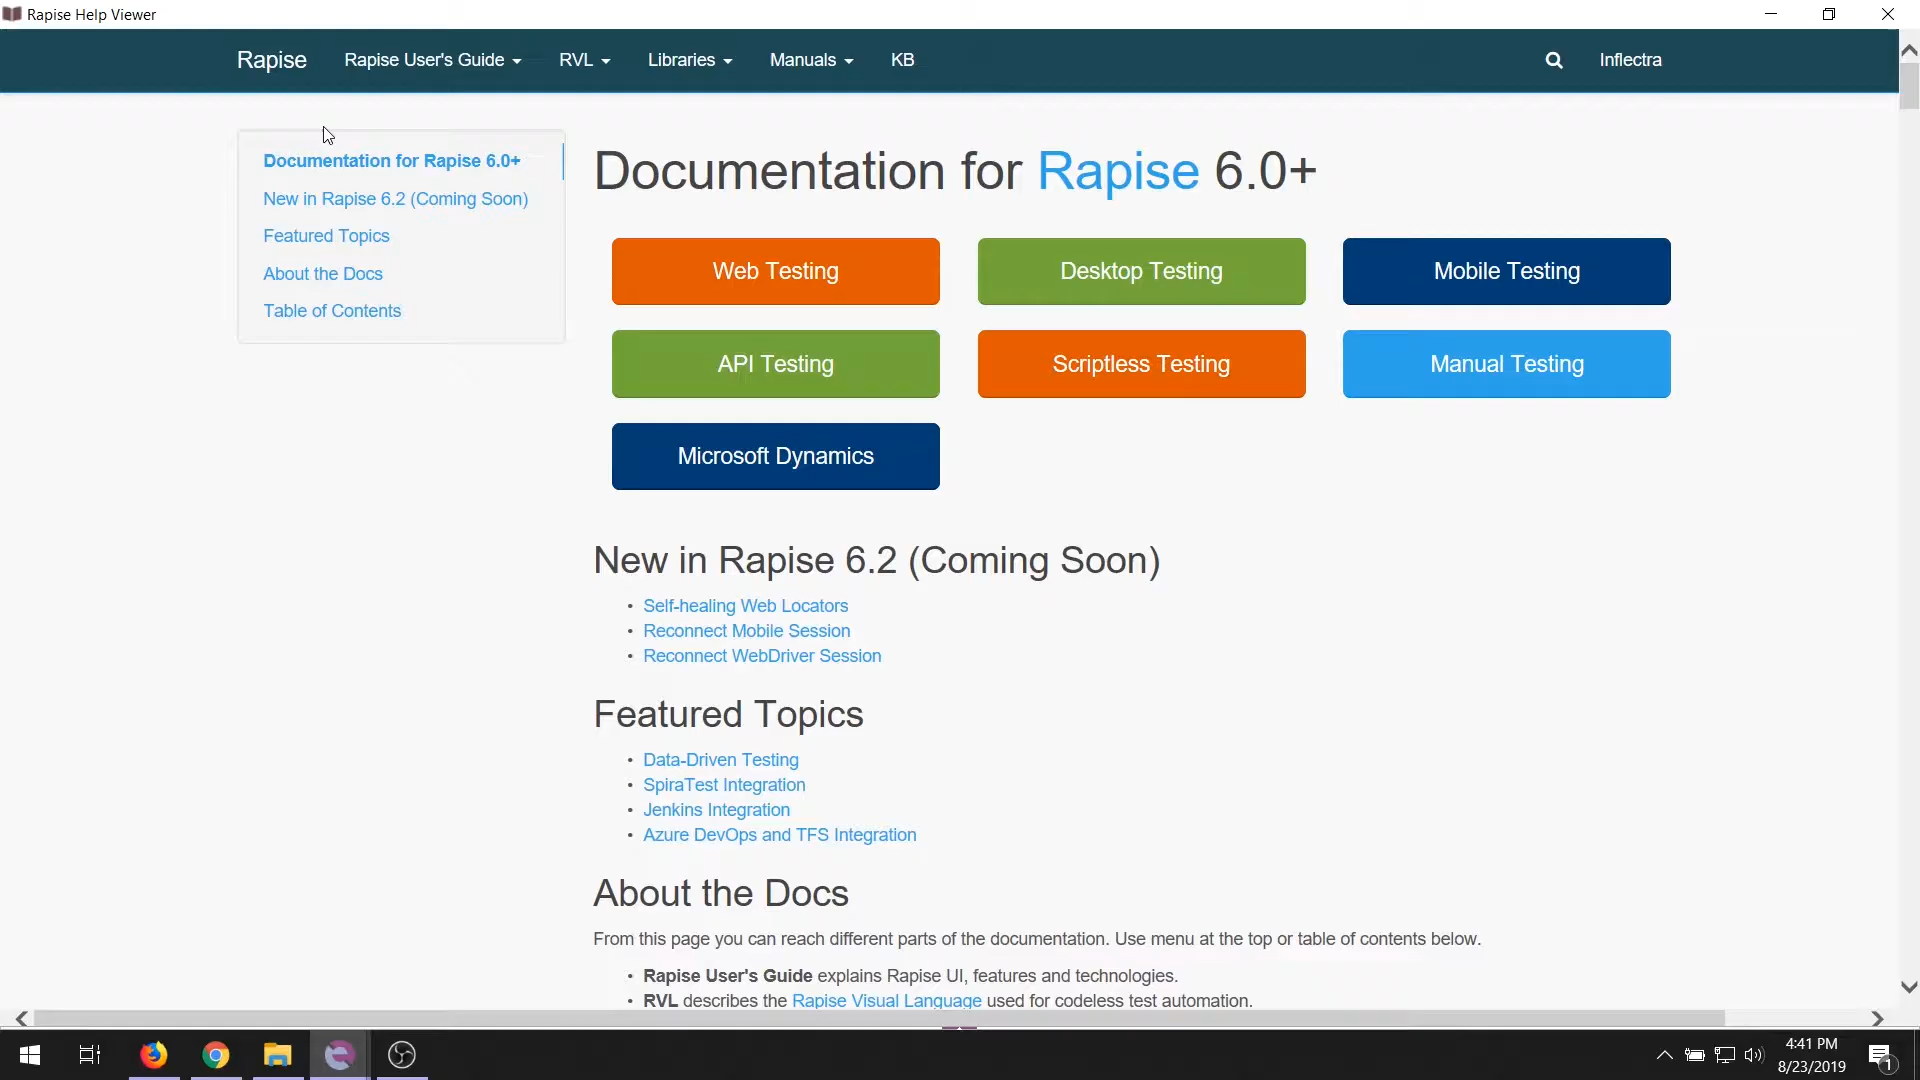 Rapise Help Viewer
Rapise
Rapise User's Guide
RVL
Libraries
Manuals
KB
Inflectra
Documentation for Rapise 6.0+
New in Rapise 6.2 (Coming Soon)
Featured Topics
About the Docs
Table of Contents
Documentation for Rapise 6.0+
Web Testing
Desktop Testing
Mobile Testing
API Testing
Scriptless Testing
Manual Testing
Microsoft Dynamics
New in Rapise 6.2 (Coming Soon)
• Self-healing Web Locators
• Reconnect Mobile Session
• Reconnect WebDriver Session
Featured Topics
• Data-Driven Testing
• SpiraTest Integration
• Jenkins Integration
• Azure DevOps and TFS Integration
About the Docs
From this page you can reach different parts of the documentation. Use menu at the top or table of contents below.
• Rapise User's Guide explains Rapise UI, features and technologies.
• RVL describes the Rapise Visual Language used for codeless test automation.
4:41 PM
8/23/2019
1